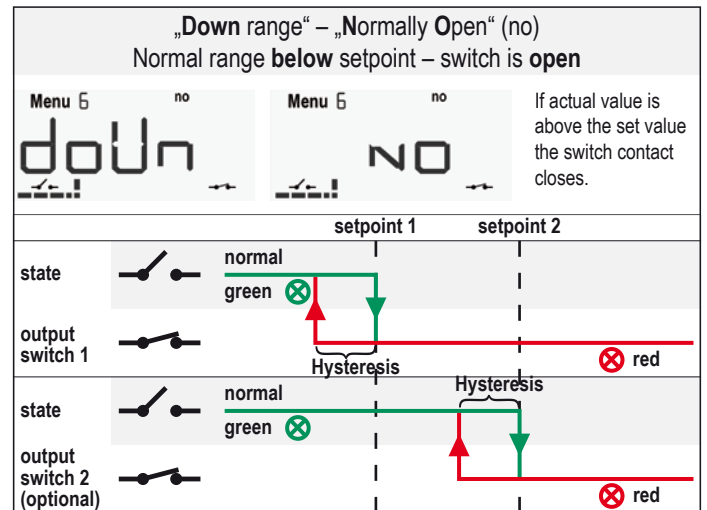 „Down range“ – „Normally Open“ (no)
Normal range below setpoint – switch is open
Menu 6 no
doUn
Menu 6 no
NO
If actual value is
above the set value
the switch contact
closes.
setpoint 1 setpoint 2
state
normal
green
output
switch 1
Hysteresis
red
state
normal
green
Hysteresis
output
switch 2
(optional)
red